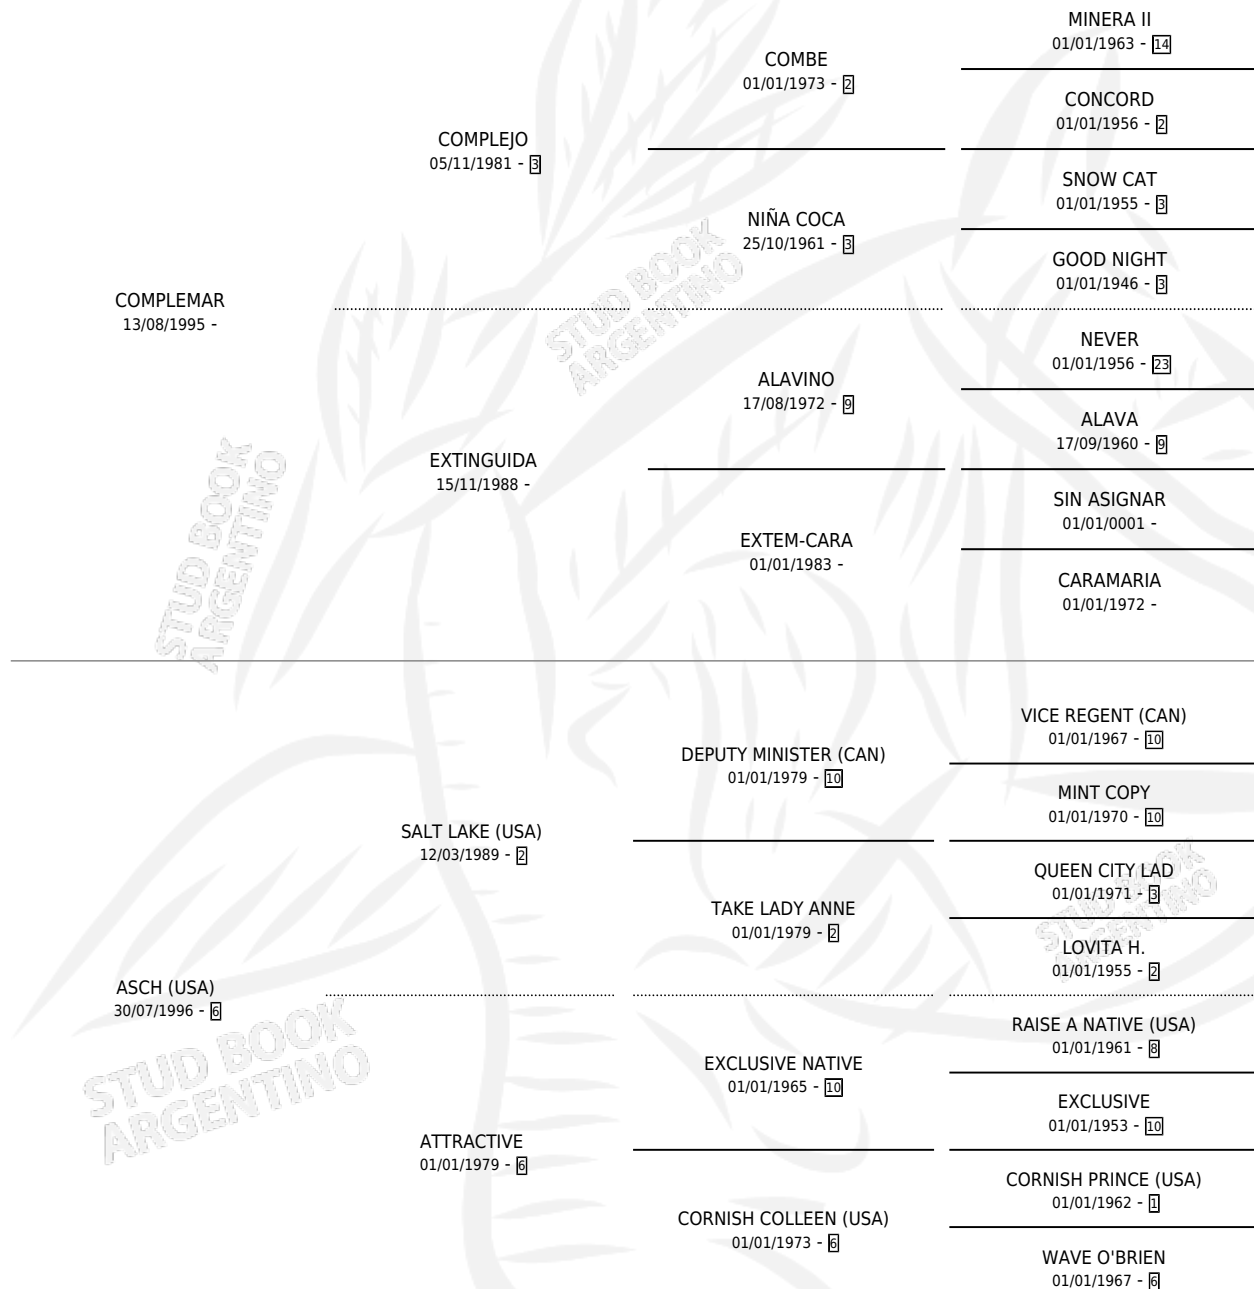 MINERA II
01/01/1963 - 14
COMBE
01/01/1973 - 2
CONCORD
01/01/1956 - 2
COMPLEJO
05/11/1981 - 3
SNOW CAT
01/01/1955 - 3
NIÑA COCA
25/10/1961 - 3
GOOD NIGHT
01/01/1946 - 3
COMPLEMAR
13/08/1995 -
NEVER
01/01/1956 - 23
ALAVINO
17/08/1972 - 9
ALAVA
17/09/1960 - 9
EXTINGUIDA
15/11/1988 -
SIN ASIGNAR
01/01/0001 -
EXTEM-CARA
01/01/1983 -
CARAMARIA
01/01/1972 -
STUD BOOK
ARGENTINO
STUD BOOK
ARGENTINO
VICE REGENT (CAN)
01/01/1967 - 10
DEPUTY MINISTER (CAN)
01/01/1979 - 10
MINT COPY
01/01/1970 - 10
SALT LAKE (USA)
12/03/1989 - 2
QUEEN CITY LAD
01/01/1971 - 3
TAKE LADY ANNE
01/01/1979 - 2
LOVITA H.
01/01/1955 - 2
ASCH (USA)
30/07/1996 - 6
RAISE A NATIVE (USA)
01/01/1961 - 8
EXCLUSIVE NATIVE
01/01/1965 - 10
EXCLUSIVE
01/01/1953 - 10
ATTRACTIVE
01/01/1979 - 6
CORNISH PRINCE (USA)
01/01/1962 - 1
CORNISH COLLEEN (USA)
01/01/1973 - 6
WAVE O'BRIEN
01/01/1967 - 6
STUD BOOK
ARGENTINO
STUD BOOK
ARGENTINO